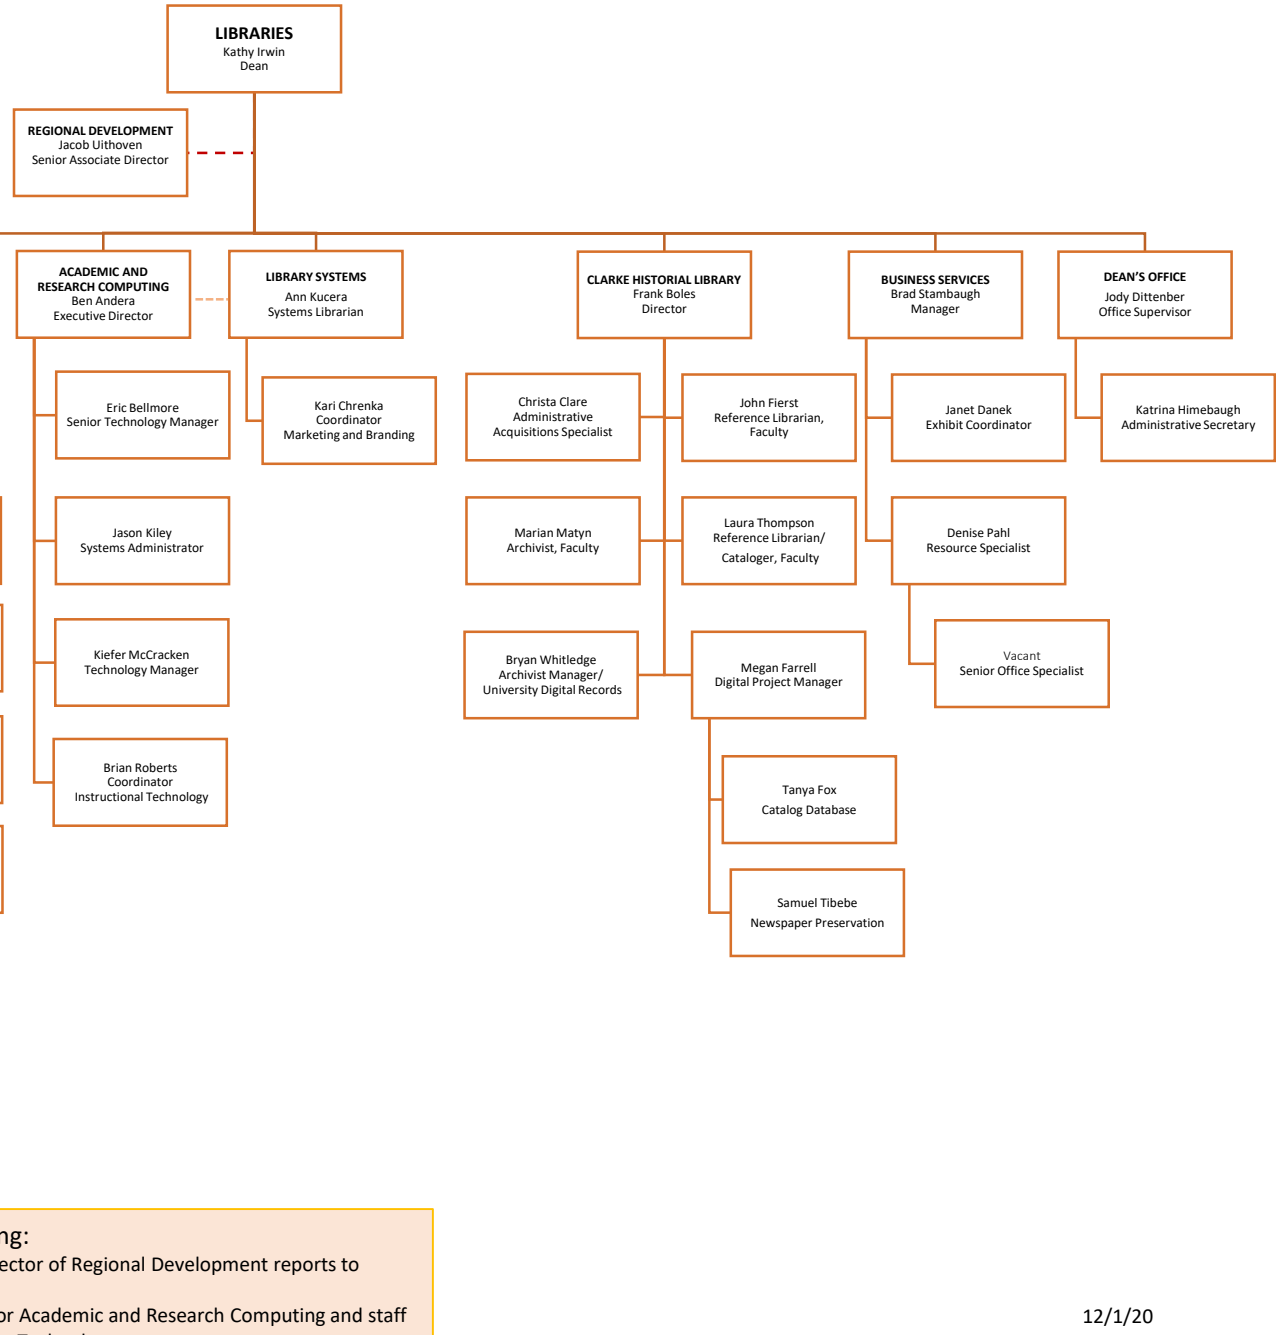 LIBRARIES
Kathy Irwin
Dean
REGIONAL DEVELOPMENT
Jacob Uithoven
Senior Associate Director
ACADEMIC AND
RESEARCH COMPUTING
Ben Andera
Executive Director
LIBRARY SYSTEMS
Ann Kucera
Systems Librarian
CLARKE HISTORIAL LIBRARY
Frank Boles
Director
BUSINESS SERVICES
Brad Stambaugh
Manager
DEAN'S OFFICE
Jody Dittenber
Office Supervisor
Eric Bellmore
Senior Technology Manager
Kari Chrenka
Coordinator
Marketing and Branding
Christa Clare
Administrative
Acquisitions Specialist
John Fierst
Reference Librarian,
Faculty
Janet Danek
Exhibit Coordinator
Katrina Himebaugh
Administrative Secretary
Jason Kiley
Systems Administrator
Marian Matyn
Archivist, Faculty
Laura Thompson
Reference Librarian/
Cataloger, Faculty
Denise Pahl
Resource Specialist
Kiefer McCracken
Technology Manager
Bryan Whitledge
Archivist Manager/
University Digital Records
Megan Farrell
Digital Project Manager
Vacant
Senior Office Specialist
Brian Roberts
Coordinator
Instructional Technology
Tanya Fox
Catalog Database
Samuel Tibebe
Newspaper Preservation
ng:
ector of Regional Development reports to
or Academic and Research Computing and staff
12/1/20